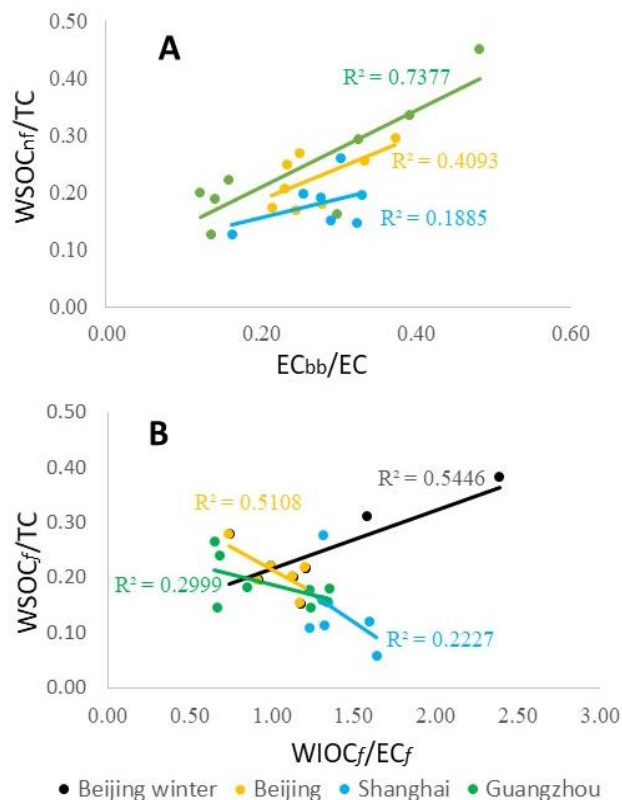 0.50
A
R² = 0.7377
0.40
0.30
R² = 0.4093
0.20
R² = 0.1885
0.10
0.00
0.00 0.20 0.40 0.60
WSOCnf/TC
ECbb/EC
0.50
B
0.40
R² = 0.5446
R² = 0.5108
0.30
0.20
R² = 0.2999
R² = 0.2227
0.10
0.00
0.00 0.50 1.00 1.50 2.00 2.50 3.00
WSOCf/TC
WIOCf/ECf
Beijing winter Beijing Shanghai Guangzhou